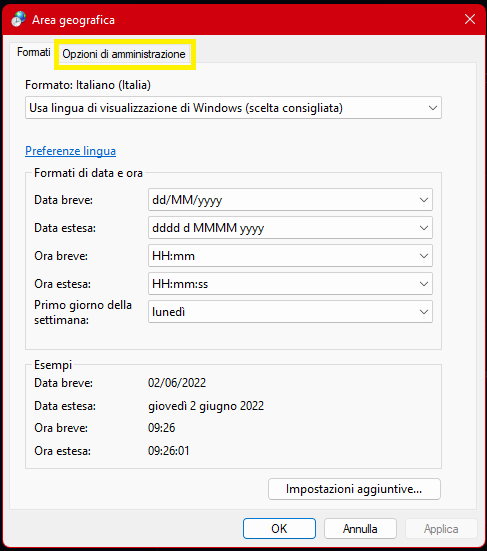 Area geografica
Formati
Opzioni di amministrazione
Formato: Italiano (Italia)
Usa lingua di visualizzazione di Windows (scelta consigliata)
Preferenze lingua
Formati di data e ora
Data breve:
dd/MM/yyyy
Data estesa:
dddd d MMMM yyyy
Ora breve:
HH:mm
Ora estesa:
HH:mm:ss
Primo giorno della
settimana:
lunedì
Esempi
Data breve:
02/06/2022
Data estesa:
giovedì 2 giugno 2022
Ora breve:
09:26
Ora estesa:
09:26:01
Impostazioni aggiuntive...
OK
Annulla
Applica